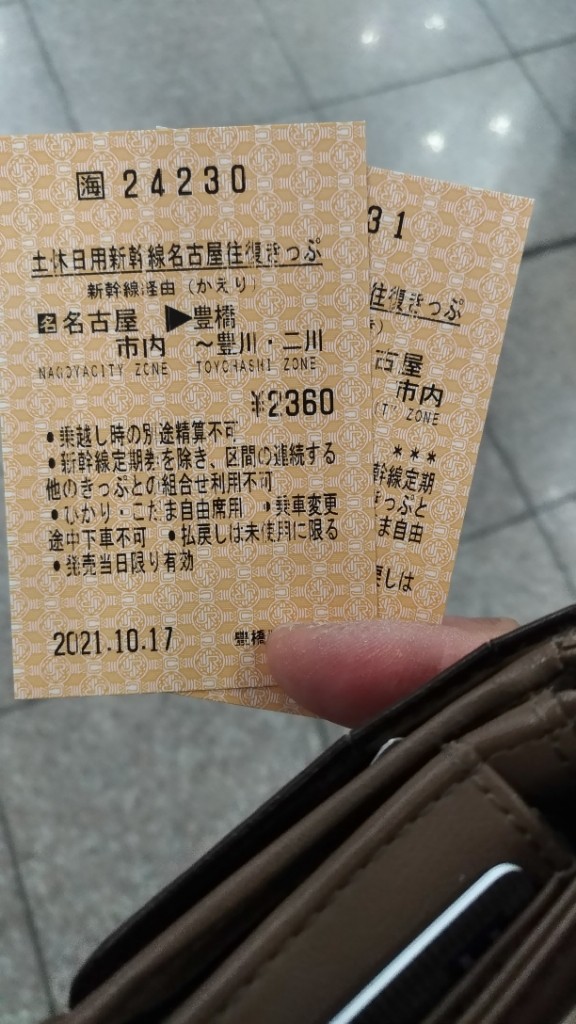 海 24230
土休日用新幹線名古屋往復きっぷ
新幹線経由 (かえり)
名 名古屋 ▶豊橋
市内 ～豊川・二川
NAGOYACITY ZONE TOYOHASHI ZONE
¥2360
•乗越し時の別途精算不可
•新幹線定期券を除き、区間の連続する
他のきっぷとの組合せ利用不可
•ひかり・こだま自由席用 •乗車変更
途中下車不可 •払戻しは未使用に限る
•発売当日限り有効
2021.10.17 豊橋
31
往復きっぷ
古屋
市内
TY ZONE
***
幹線定期
きっぷと
ま自由
戻しは